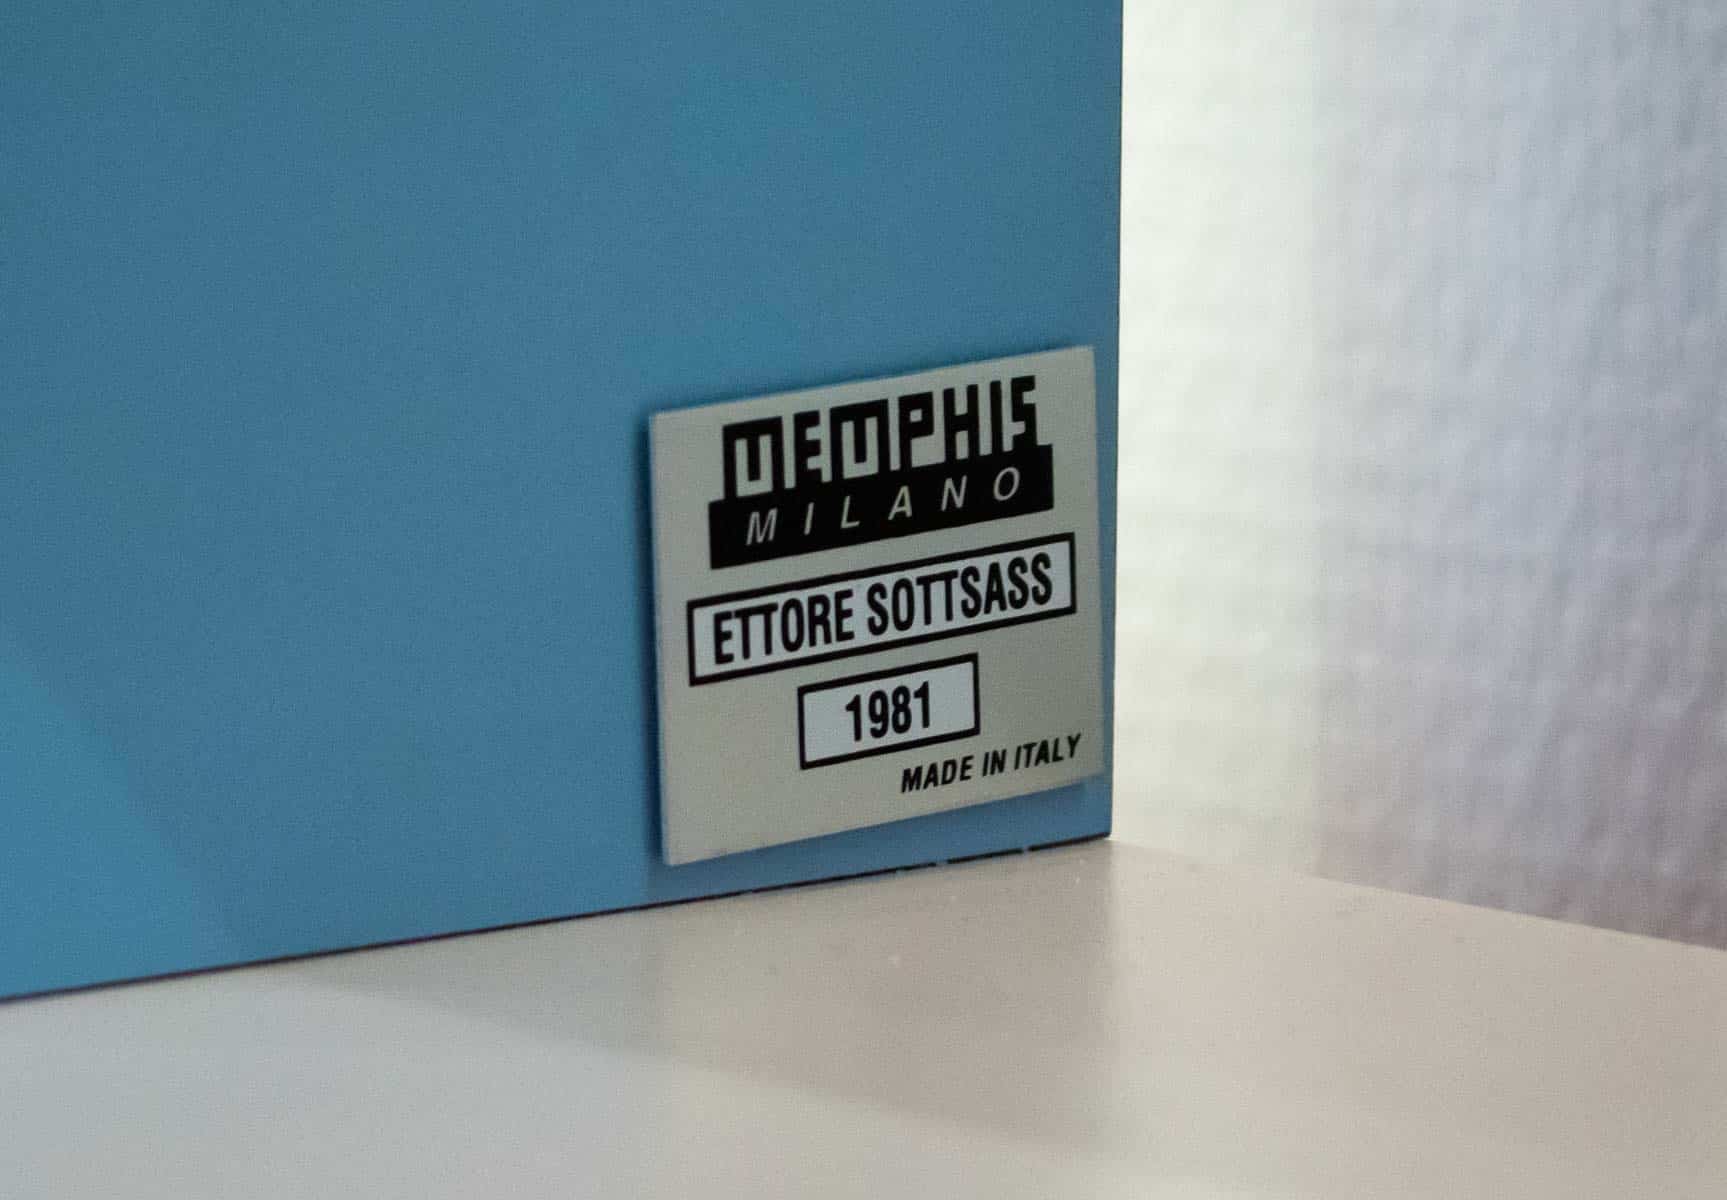 MEMPHIS
MILANO
ETTORE SOTTSASS
1981
MADE IN ITALY